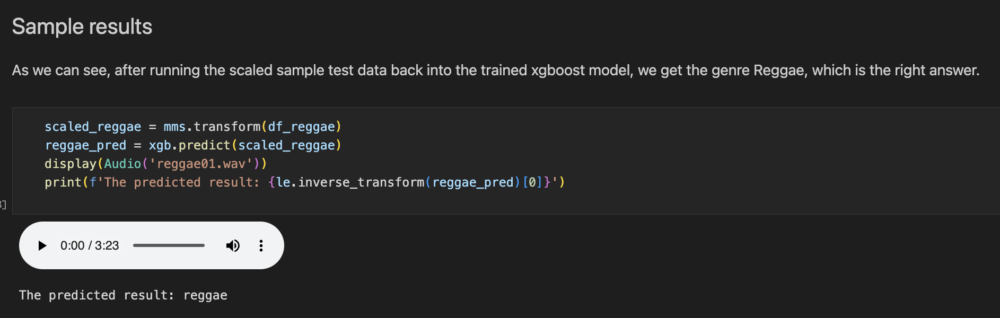 Sample results
As we can see, after running the scaled sample test data back into the trained xgboost model, we get the genre Reggae, which is the right answer.
scaled_reggae = mms.transform(df_reggae)
reggae_pred = xgb.predict(scaled_reggae)
display(Audio('reggae01.wav'))
print(f'The predicted result: {le.inverse_transform(reggae_pred)[0]}')
0:00 / 3:23
The predicted result: reggae